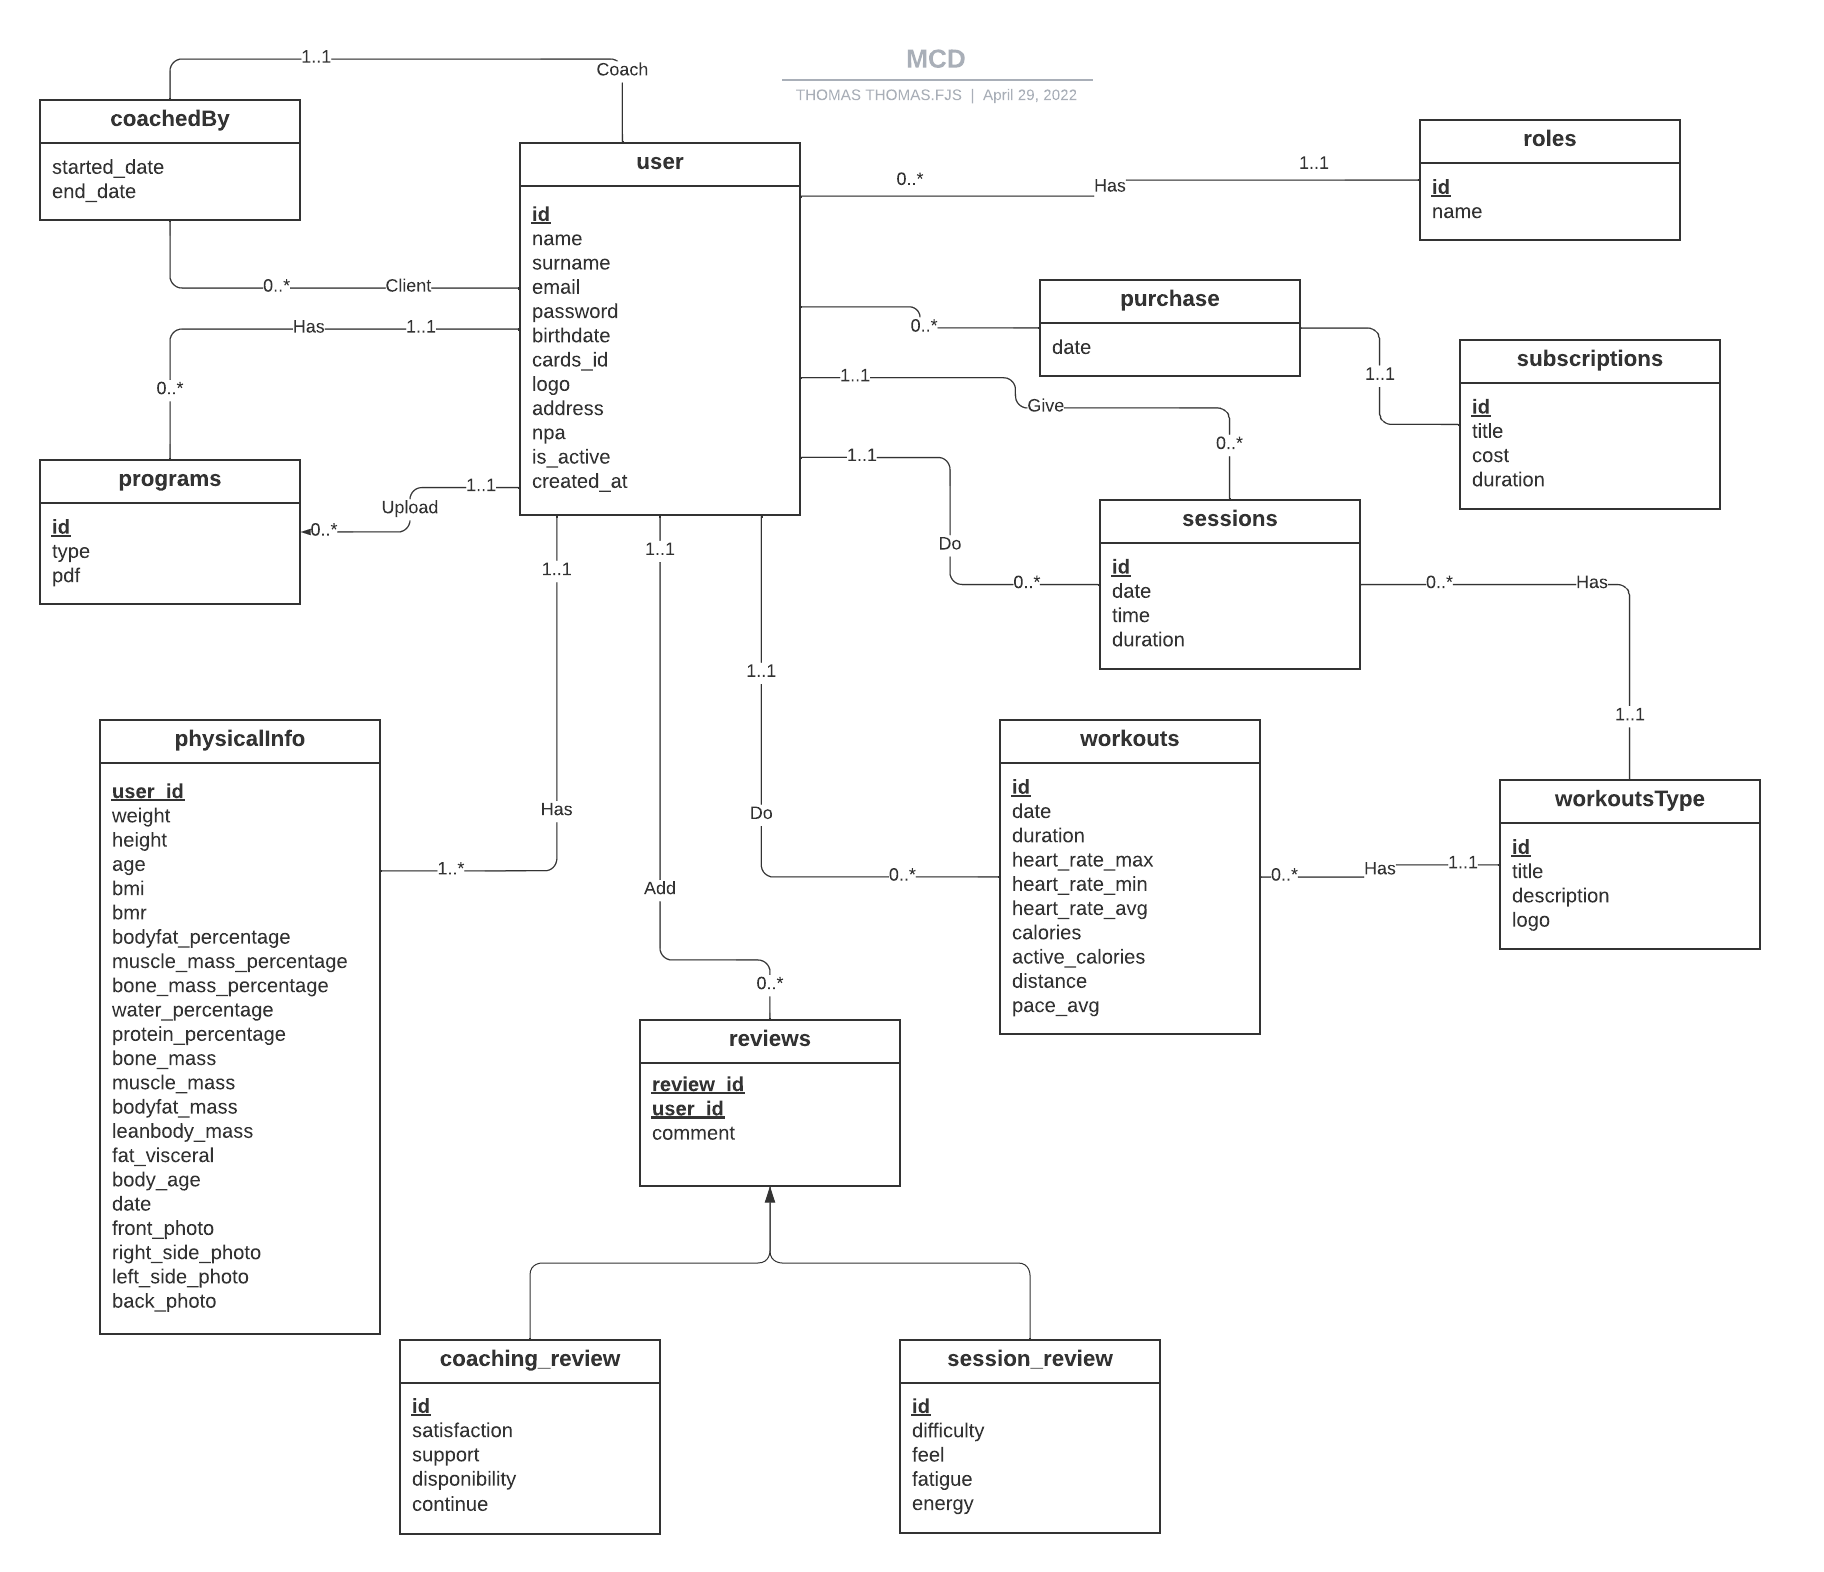 MCD
THOMAS THOMAS.FJS | April 29, 2022
1..1
Coach
coachedBy
started_date
end_date
0..*
Client
user
id
name
surname
email
password
birthdate
cards_id
logo
address
npa
is_active
created_at
0..*
Has
1..1
roles
id
name
0..*
purchase
date
1..1
subscriptions
id
title
cost
duration
Has
1..1
0..*
programs
id
type
pdf
1..1
Upload
0..*
1..1
Give
0..*
1..1
Do
0..*
sessions
id
date
time
duration
0..*
Has
1..1
1..1
Has
1..*
physicalInfo
user_id
weight
height
age
bmi
bmr
bodyfat_percentage
muscle_mass_percentage
bone_mass_percentage
water_percentage
protein_percentage
bone_mass
muscle_mass
bodyfat_mass
leanbody_mass
fat_visceral
body_age
date
front_photo
right_side_photo
left_side_photo
back_photo
1..1
Add
0..*
1..1
Do
0..*
workouts
id
date
duration
heart_rate_max
heart_rate_min
heart_rate_avg
calories
active_calories
distance
pace_avg
0..*
Has
1..1
workoutsType
id
title
description
logo
reviews
review_id
user_id
comment
coaching_review
id
satisfaction
support
disponibility
continue
session_review
id
difficulty
feel
fatigue
energy